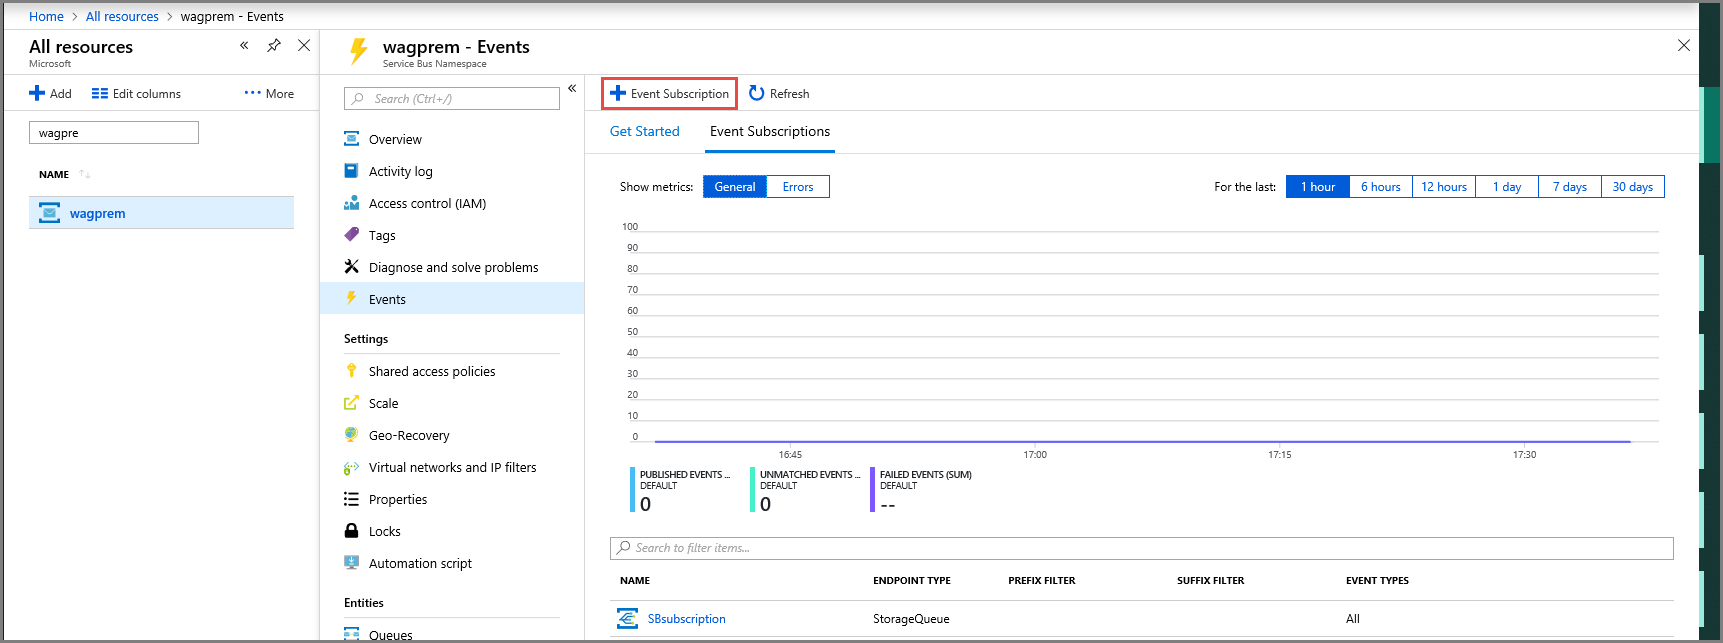 Home > All resources > wagprem - Events
All resources
Microsoft
Add Edit columns ··· More
wagpre
NAME
wagprem
wagprem - Events
Service Bus Namespace
Search (Ctrl+/)
Overview
Activity log
Access control (IAM)
Tags
Diagnose and solve problems
Events
Settings
Shared access policies
Scale
Geo-Recovery
Virtual networks and IP filters
Properties
Locks
Automation script
Entities
Queues
Event Subscription Refresh
Get Started Event Subscriptions
Show metrics: General Errors
For the last: 1 hour 6 hours 12 hours 1 day 7 days 30 days
100
90
80
70
60
50
40
30
20
10
0
16:45 17:00 17:15 17:30
PUBLISHED EVENTS ...
DEFAULT
0
UNMATCHED EVENTS ...
DEFAULT
0
FAILED EVENTS (SUM)
DEFAULT
--
Search to filter items...
NAME ENDPOINT TYPE PREFIX FILTER SUFFIX FILTER EVENT TYPES
SBsubscription StorageQueue All